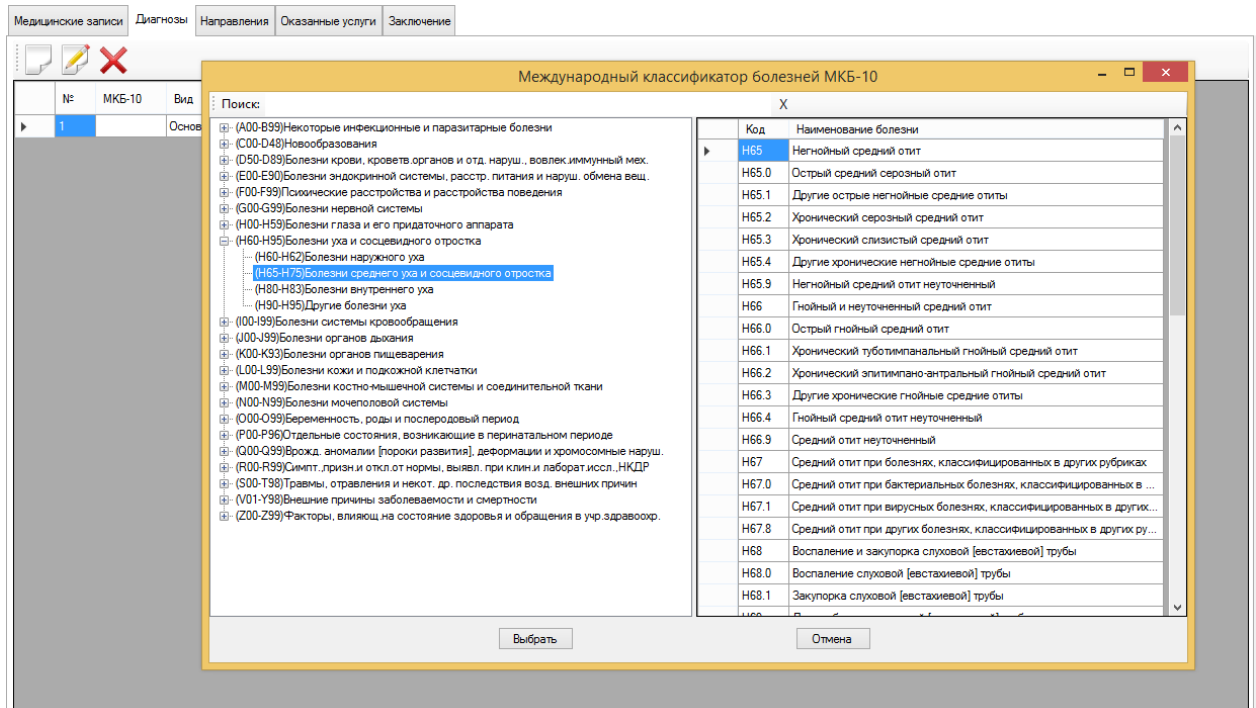 Медицинские записи Диагнозы Направления Оказанные услуги Заключение
Международный классификатор болезней МКБ-10
№ МКБ-10 Вид
1 Основ
Поиск: X
(A00-B99)Некоторые инфекционные и паразитарные болезни
(C00-D48)Новообразования
(D50-D89)Болезни крови, кроветв.органов и отд. наруш., вовлек.иммунный мех.
(E00-E90)Болезни эндокринной системы, расстр. питания и наруш. обмена вещ.
(F00-F99)Психические расстройства и расстройства поведения
(G00-G99)Болезни нервной системы
(H00-H59)Болезни глаза и его придаточного аппарата
(H60-H95)Болезни уха и сосцевидного отростка
(H60-H62)Болезни наружного уха
(H65-H75)Болезни среднего уха и сосцевидного отростка
(H80-H83)Болезни внутреннего уха
(H90-H95)Другие болезни уха
(I00-I99)Болезни системы кровообращения
(J00-J99)Болезни органов дыхания
(K00-K93)Болезни органов пищеварения
(L00-L99)Болезни кожи и подкожной клетчатки
(M00-M99)Болезни костно-мышечной системы и соединительной ткани
(N00-N99)Болезни мочеполовой системы
(O00-O99)Беременность, роды и послеродовый период
(P00-P96)Отдельные состояния, возникающие в перинатальном периоде
(Q00-Q99)Врожд. аномалии [пороки развития], деформации и хромосомные наруш.
(R00-R99)Симпт.,призн.и откл.от нормы, выявл. при клин.и лаборат.иссл.,НКДР
(S00-T98)Травмы, отравления и некот. др. последствия возд. внешних причин
(V01-Y98)Внешние причины заболеваемости и смертности
(Z00-Z99)Факторы, влияющ.на состояние здоровья и обращения в учр.здравоохр.
Код Наименование болезни
H65 Негнойный средний отит
H65.0 Острый средний серозный отит
H65.1 Другие острые негнойные средние отиты
H65.2 Хронический серозный средний отит
H65.3 Хронический слизистый средний отит
H65.4 Другие хронические негнойные средние отиты
H65.9 Негнойный средний отит неуточненный
H66 Гнойный и неуточненный средний отит
H66.0 Острый гнойный средний отит
H66.1 Хронический туботимпанальный гнойный средний отит
H66.2 Хронический эпитимпано-антральный гнойный средний отит
H66.3 Другие хронические гнойные средние отиты
H66.4 Гнойный средний отит неуточненный
H66.9 Средний отит неуточненный
H67 Средний отит при болезнях, классифицированных в других рубриках
H67.0 Средний отит при бактериальных болезнях, классифицированных в ...
H67.1 Средний отит при вирусных болезнях, классифицированных в других...
H67.8 Средний отит при других болезнях, классифицированных в других ру...
H68 Воспаление и закупорка слуховой [евстахиевой] трубы
H68.0 Воспаление слуховой [евстахиевой] трубы
H68.1 Закупорка слуховой [евстахиевой] трубы
Выбрать Отмена